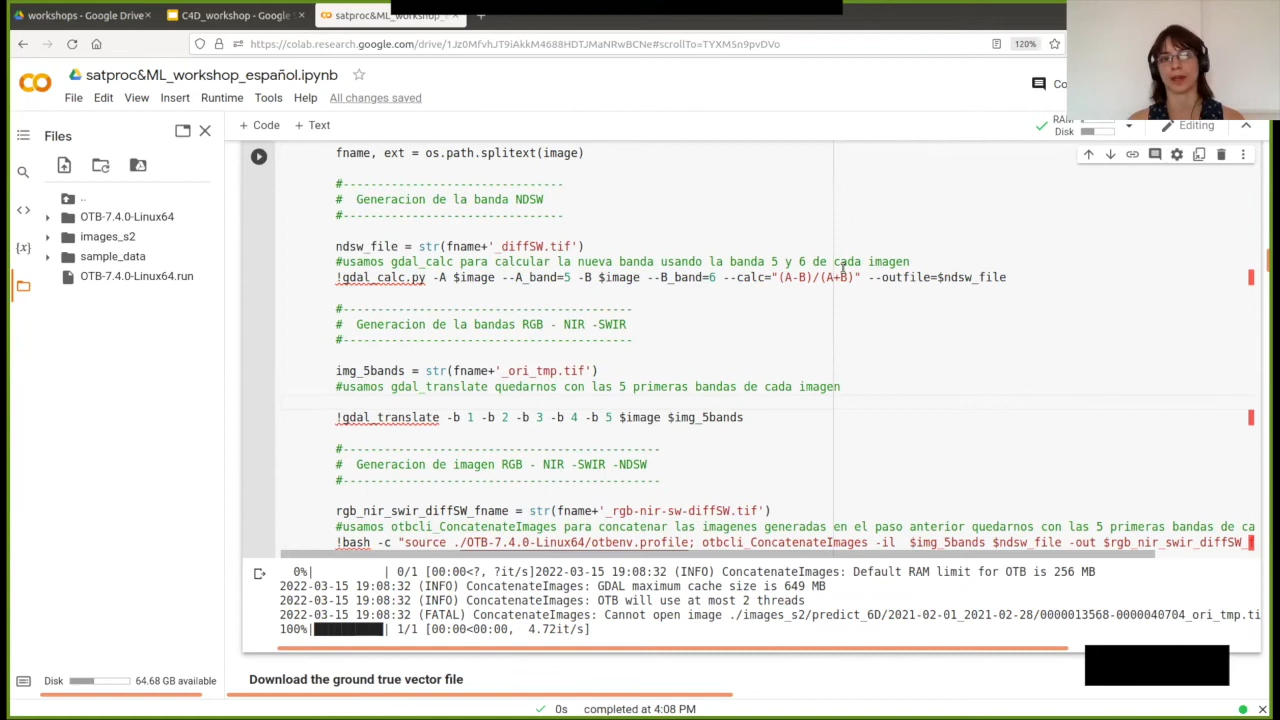 workshops - Google Drive
C4D_workshop - Google S
satproc&ML_workshop_e
https://colab.research.google.com/drive/1Jz0MfvhJT9iAkkM4688HDTJMaNRwBCNe#scrollTo=TYXM5n9pvDVo
120%
satproc&ML_workshop_español.ipynb
File Edit View Insert Runtime Tools Help All changes saved
Co
Files
+ Code + Text
RAM
Disk
Editing
..
OTB-7.4.0-Linux64
images_s2
sample_data
OTB-7.4.0-Linux64.run
fname, ext = os.path.splitext(image)
#------------------------------
#  Generacion de la banda NDSW
#------------------------------
ndsw_file = str(fname+'_diffSW.tif')
#usamos gdal_calc para calcular la nueva banda usando la banda 5 y 6 de cada imagen
!gdal_calc.py -A $image --A_band=5 -B $image --B_band=6 --calc="(A-B)/(A+B)" --outfile=$ndsw_file
#---------------------------------------
#  Generacion de la bandas RGB - NIR -SWIR
#---------------------------------------
img_5bands = str(fname+'_ori_tmp.tif')
#usamos gdal_translate quedarnos con las 5 primeras bandas de cada imagen
!gdal_translate -b 1 -b 2 -b 3 -b 4 -b 5 $image $img_5bands
#------------------------------------------
#  Generacion de imagen RGB - NIR -SWIR -NDSW
#------------------------------------------
rgb_nir_swir_diffSW_fname = str(fname+'_rgb-nir-sw-diffSW.tif')
#usamos otbcli_ConcatenateImages para concatenar las imagenes generadas en el paso anterior quedarnos con las 5 primeras bandas de ca
!bash -c "source ./OTB-7.4.0-Linux64/otbenv.profile; otbcli_ConcatenateImages -il  $img_5bands $ndsw_file -out $rgb_nir_swir_diffSW_f
0%| | 0/1 [00:00<?, ?it/s]2022-03-15 19:08:32 (INFO) ConcatenateImages: Default RAM limit for OTB is 256 MB
2022-03-15 19:08:32 (INFO) ConcatenateImages: GDAL maximum cache size is 649 MB
2022-03-15 19:08:32 (INFO) ConcatenateImages: OTB will use at most 2 threads
2022-03-15 19:08:32 (FATAL) ConcatenateImages: Cannot open image ./images_s2/predict_6D/2021-02-01_2021-02-28/0000013568-0000040704_ori_tmp.ti
100%|██████████| 1/1 [00:00<00:00,  4.72it/s]
Download the ground true vector file
Disk 64.68 GB available
0s completed at 4:08 PM